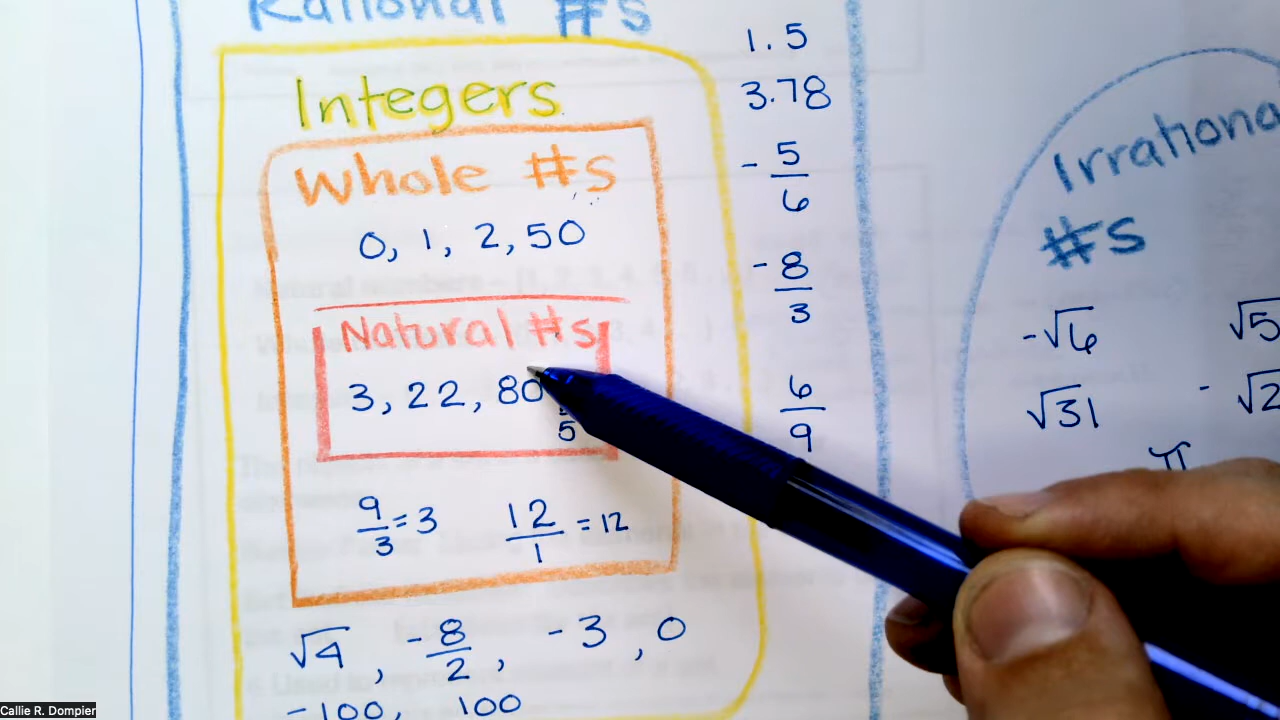 Rational #s
Integers
Whole #s
0, 1, 2, 50
Natural #s
3, 22, 80
5
9/3 = 3 12/1 = 12
√4, -8/2, -3, 0
-100, 100
1.5
3.78
-5/6
-8/3
6/9
#s
-√6
√31 -
π
Callie R. Dompier